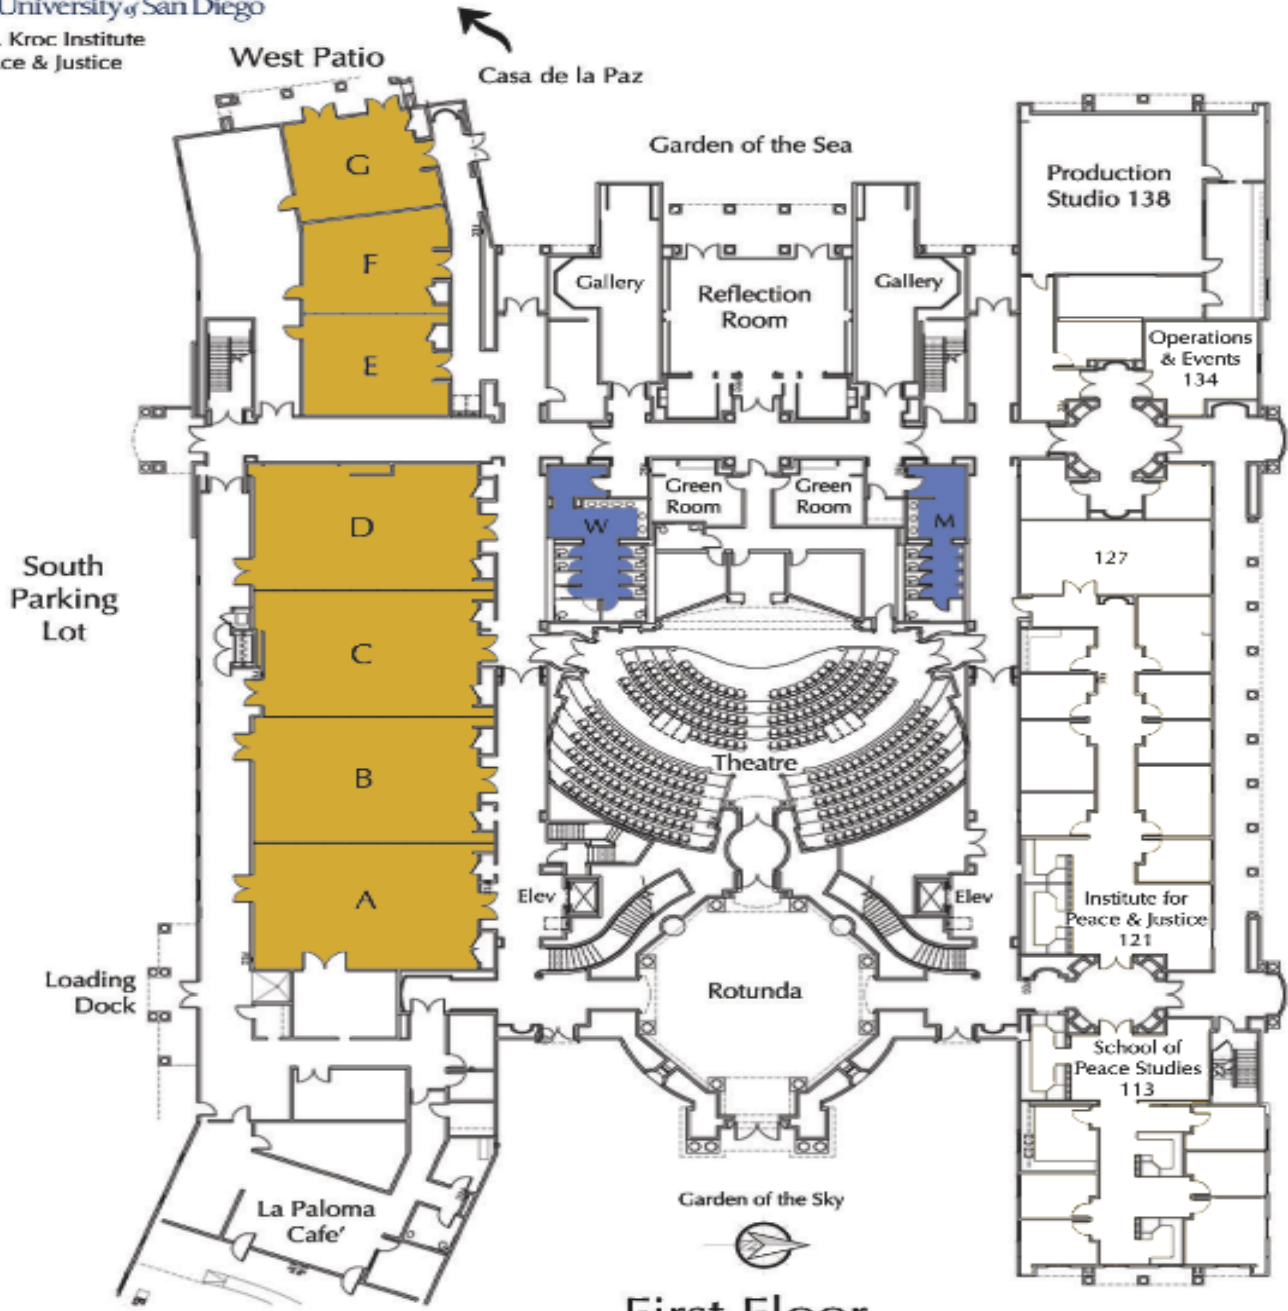 University of San Diego
. Kroc Institute
ce & Justice
West Patio
Casa de la Paz
Garden of the Sea
G
Production
Studio 138
F
Gallery
Reflection
Room
Gallery
E
Operations
& Events
134
D
Green
Room
Green
Room
W
M
127
South
Parking
Lot
C
B
Theatre
A
Elev
Elev
Institute for
Peace & Justice
121
Loading
Dock
Rotunda
School of
Peace Studies
113
La Paloma
Cafe'
Garden of the Sky
First Floor